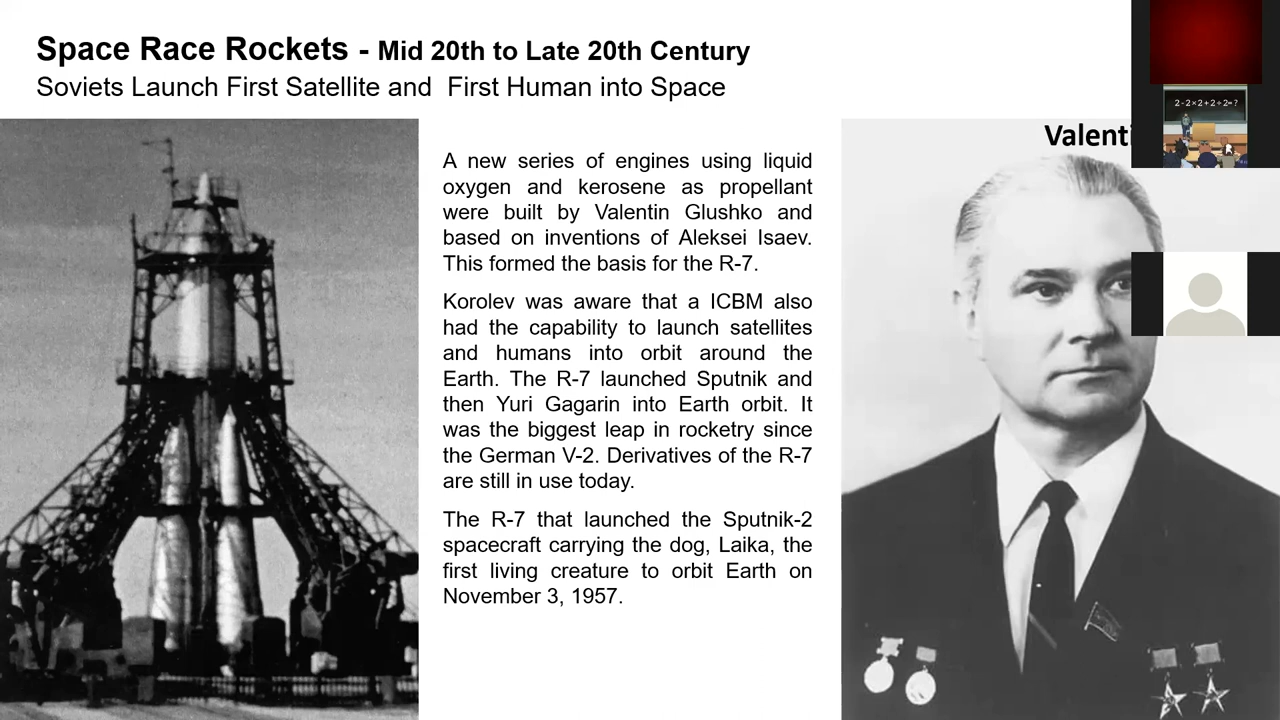 Space Race Rockets - Mid 20th to Late 20th Century
Soviets Launch First Satellite and  First Human into Space
A new series of engines using liquid
oxygen and kerosene as propellant
were built by Valentin Glushko and
based on inventions of Aleksei Isaev.
This formed the basis for the R-7.
Korolev was aware that a ICBM also
had the capability to launch satellites
and humans into orbit around the
Earth. The R-7 launched Sputnik and
then Yuri Gagarin into Earth orbit. It
was the biggest leap in rocketry since
the German V-2. Derivatives of the R-7
are still in use today.
The R-7 that launched the Sputnik-2
spacecraft carrying the dog, Laika, the
first living creature to orbit Earth on
November 3, 1957.
Valenti
2-2×2+2÷2=?